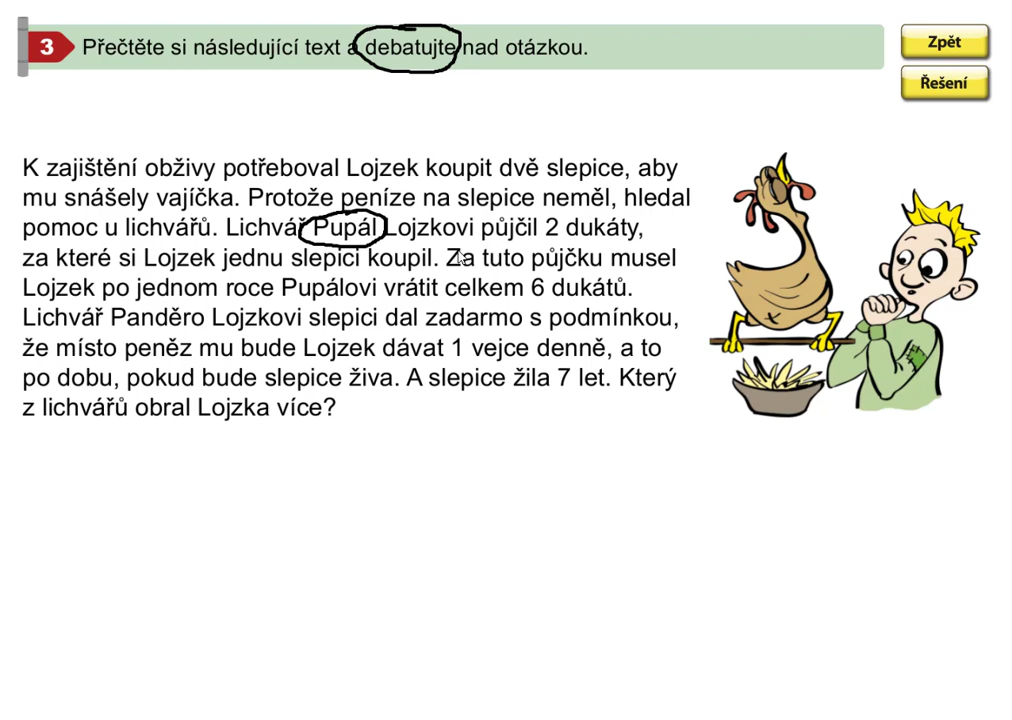 3 Přečtěte si následující text a debatujte nad otázkou.
Zpět
Řešení
K zajištění obživy potřeboval Lojzek koupit dvě slepice, aby
mu snášely vajíčka. Protože peníze na slepice neměl, hledal
pomoc u lichvářů. Lichvář Pupál Lojzkovi půjčil 2 dukáty,
za které si Lojzek jednu slepici koupil. Za tuto půjčku musel
Lojzek po jednom roce Pupálovi vrátit celkem 6 dukátů.
Lichvář Panděro Lojzkovi slepici dal zadarmo s podmínkou,
že místo peněz mu bude Lojzek dávat 1 vejce denně, a to
po dobu, pokud bude slepice živa. A slepice žila 7 let. Který
z lichvářů obral Lojzka více?